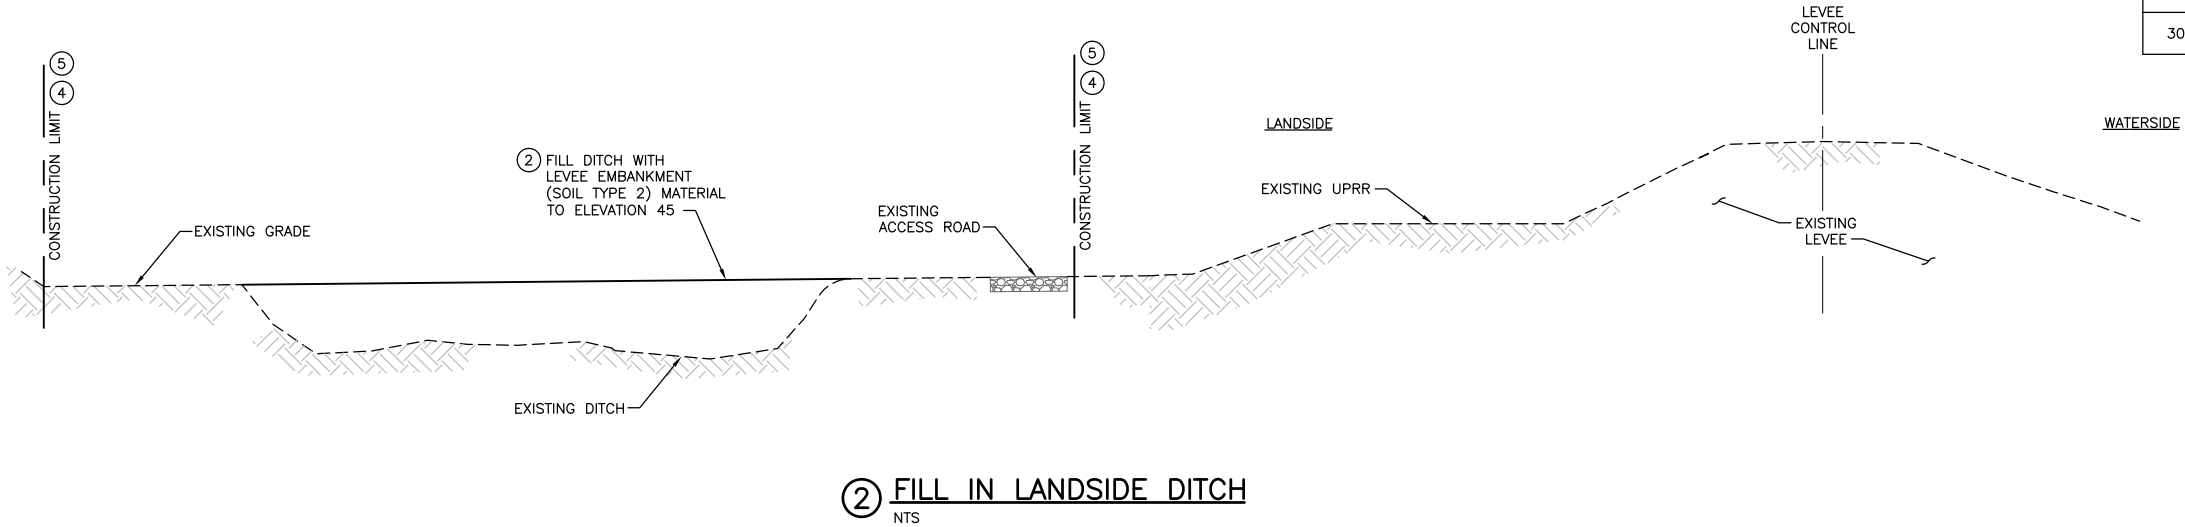 5
4
CONSTRUCTION LIMIT
EXISTING GRADE
2 FILL DITCH WITH
LEVEE EMBANKMENT
(SOIL TYPE 2) MATERIAL
TO ELEVATION 45
EXISTING
ACCESS ROAD
EXISTING DITCH
5
4
CONSTRUCTION LIMIT
LANDSIDE
EXISTING UPRR
LEVEE
CONTROL
LINE
EXISTING
LEVEE
WATERSIDE
30
2 FILL IN LANDSIDE DITCH
NTS